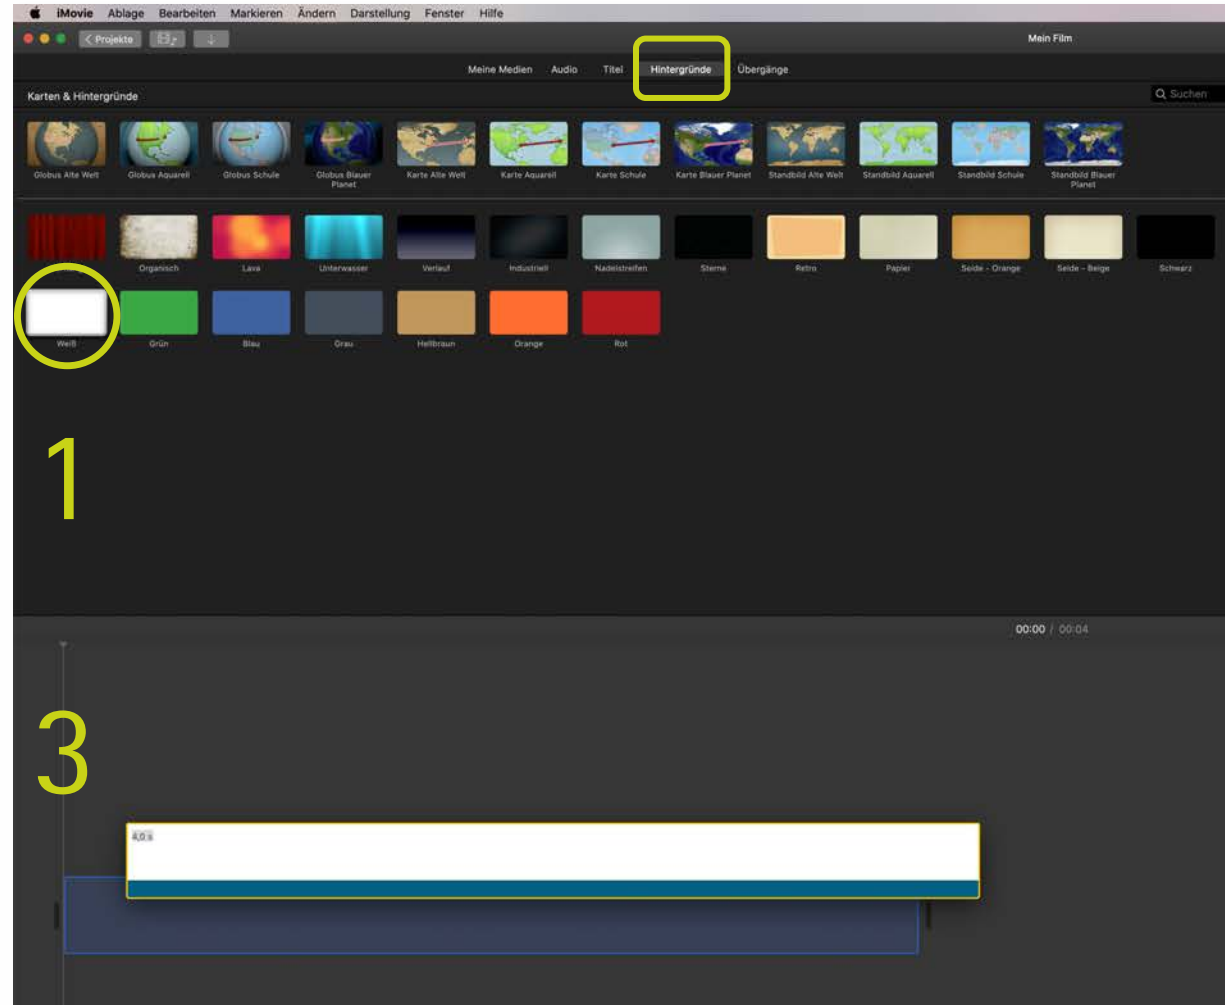 iMovie Ablage Bearbeiten Markieren Ändern Darstellung Fenster Hilfe
Projekte
Mein Film
Meine Medien Audio Titel Hintergründe Übergänge
Karten & Hintergründe
Suchen
Globus Alte Welt Globus Aquarell Globus Schule Globus Blauer Planet Karte Alte Welt Karte Aquarell Karte Schule Karte Blauer Planet Standbild Alte Welt Standbild Aquarell Standbild Schule Standbild Blauer Planet
Organisch Lava Unterwasser Verlauf Industriell Nadelstreifen Sterne Retro Papier Seide - Orange Seide - Beige Schwarz
Weiß Grün Blau Grau Hellbraun Orange Rot
1
00:00 / 00:04
3
4,0 s